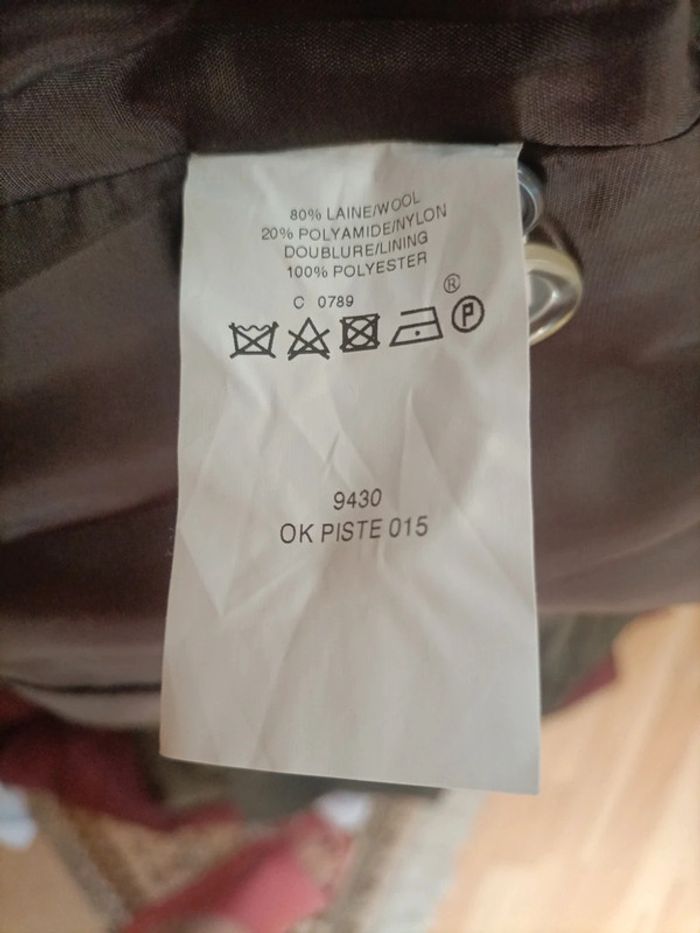 80% LAINE/WOOL
20% POLYAMIDE/NYLON
DOUBLURE/LINING
100% POLYESTER
C 0789
®
P
9430
OK PISTE 015